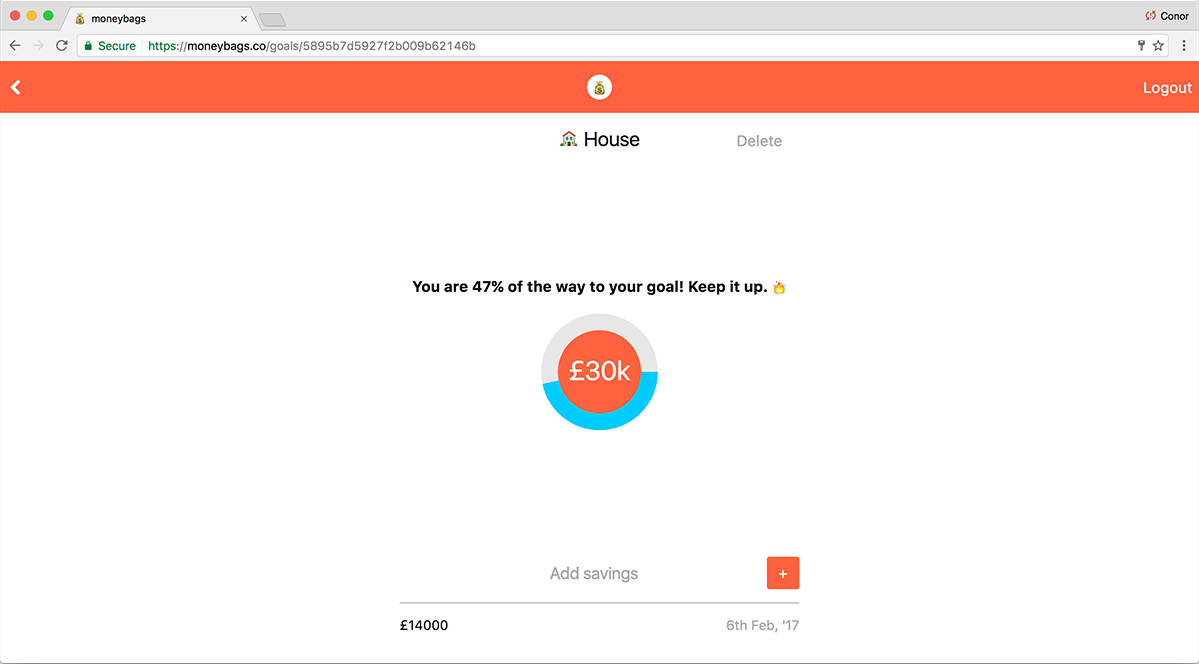 moneybags
Conor
Secure https://moneybags.co/goals/5895b7d5927f2b009b62146b
Logout
House
Delete
You are 47% of the way to your goal! Keep it up.
£30k
Add savings
+
£14000
6th Feb, '17